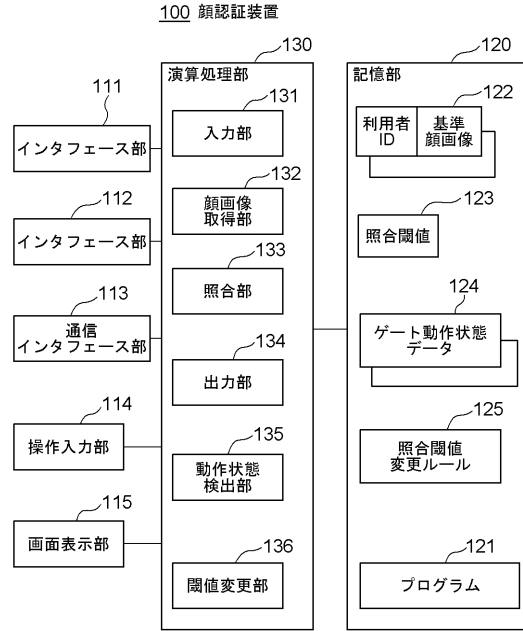 100 顔認証装置
130
演算処理部
111
インタフェース部
112
インタフェース部
113
通信
インタフェース部
114
操作入力部
115
画面表示部
131
入力部
132
顔画像
取得部
133
照合部
134
出力部
135
動作状態
検出部
136
閾値変更部
120
記憶部
122
利用者
ID
基準
顔画像
123
照合閾値
124
ゲート動作状態
データ
125
照合閾値
変更ルール
121
プログラム